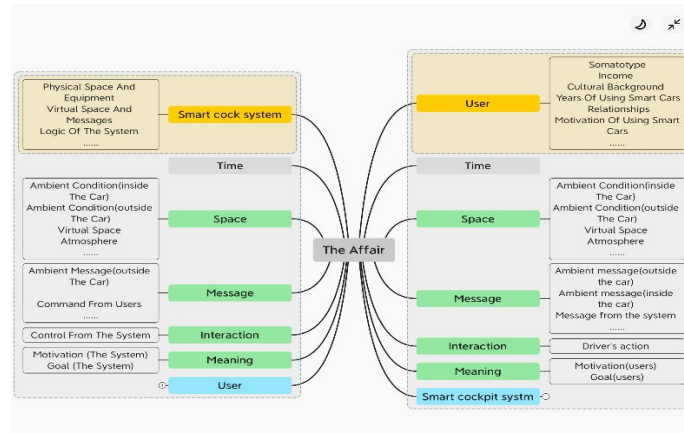 Physical Space And
Equipment
Virtual Space And
Messages
Logic Of The System
......
Smart cock system
Time
Ambient Condition(inside
The Car)
Ambient Condition(outside
The Car)
Virtual Space
Atmosphere
......
Space
Ambient Message(outside
The Car)
Command From Users
......
Message
Control From The System
Interaction
Motivation (The System)
Goal (The System)
Meaning
User
The Affair
User
Somatotype
Income
Cultural Background
Years Of Using Smart Cars
Relationships
Motivation Of Using Smart
Cars
......
Time
Space
Ambient Condition(inside
The Car)
Ambient Condition(outside
The Car)
Virtual Space
Atmosphere
......
Message
Ambient message(outside
the car)
Ambient message(inside
the car)
Message from the system
......
Interaction
Driver's action
Meaning
Motivation(users)
Goal(users)
Smart cockpit systm